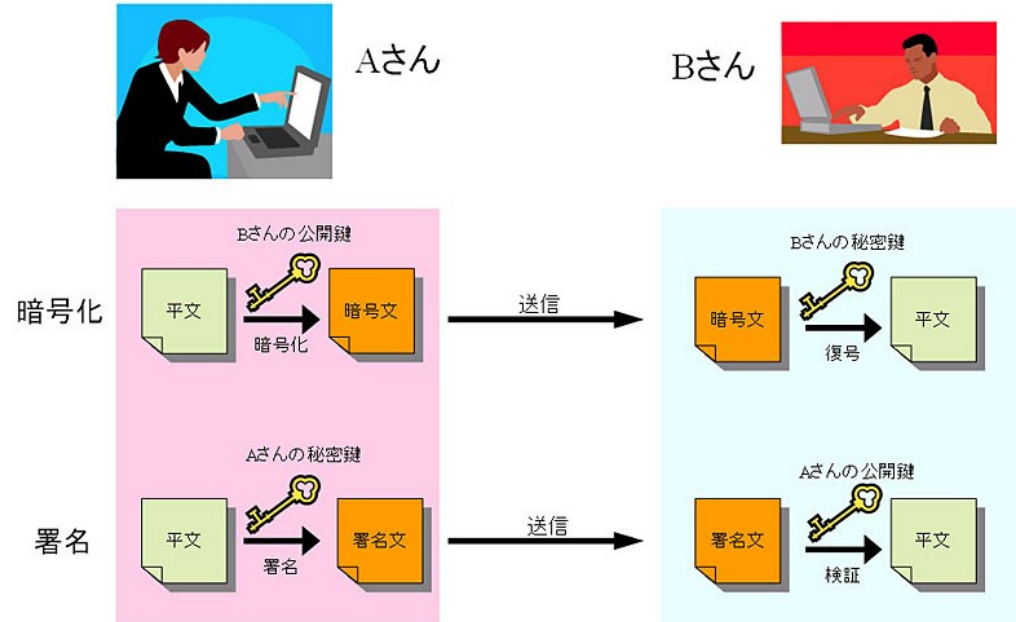 Aさん
Bさん
暗号化
Bさんの公開鍵
平文
暗号化
暗号文
送信
Bさんの秘密鍵
暗号文
復号
平文
署名
Aさんの秘密鍵
平文
署名
署名文
送信
Aさんの公開鍵
署名文
検証
平文